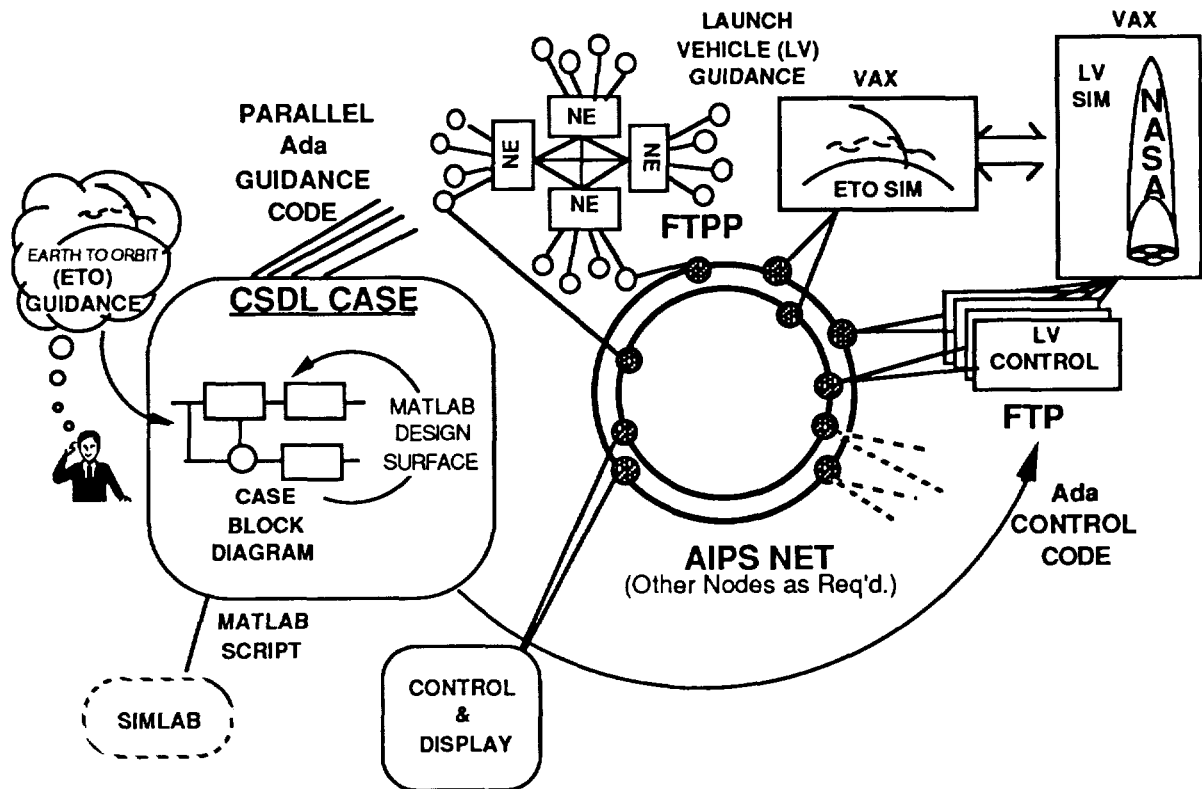 LAUNCH
VEHICLE (LV)
GUIDANCE
VAX
VAX
LV
SIM
NASA
PARALLEL
Ada
GUIDANCE
CODE
NE
NE
NE
NE
FTPP
ETO SIM
EARTH TO ORBIT
(ETO)
GUIDANCE
CSDL CASE
MATLAB
DESIGN
SURFACE
CASE
BLOCK
DIAGRAM
LV
CONTROL
FTP
Ada
CONTROL
CODE
AIPS NET
(Other Nodes as Req'd.)
MATLAB
SCRIPT
SIMLAB
CONTROL
&
DISPLAY